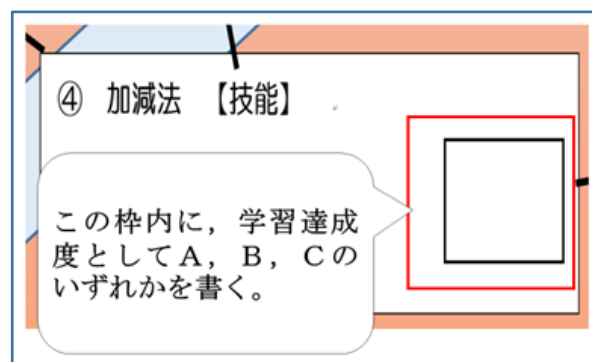 ④ 加減法 【技能】
この枠内に，学習達成
度としてＡ，Ｂ，Ｃの
いずれかを書く。